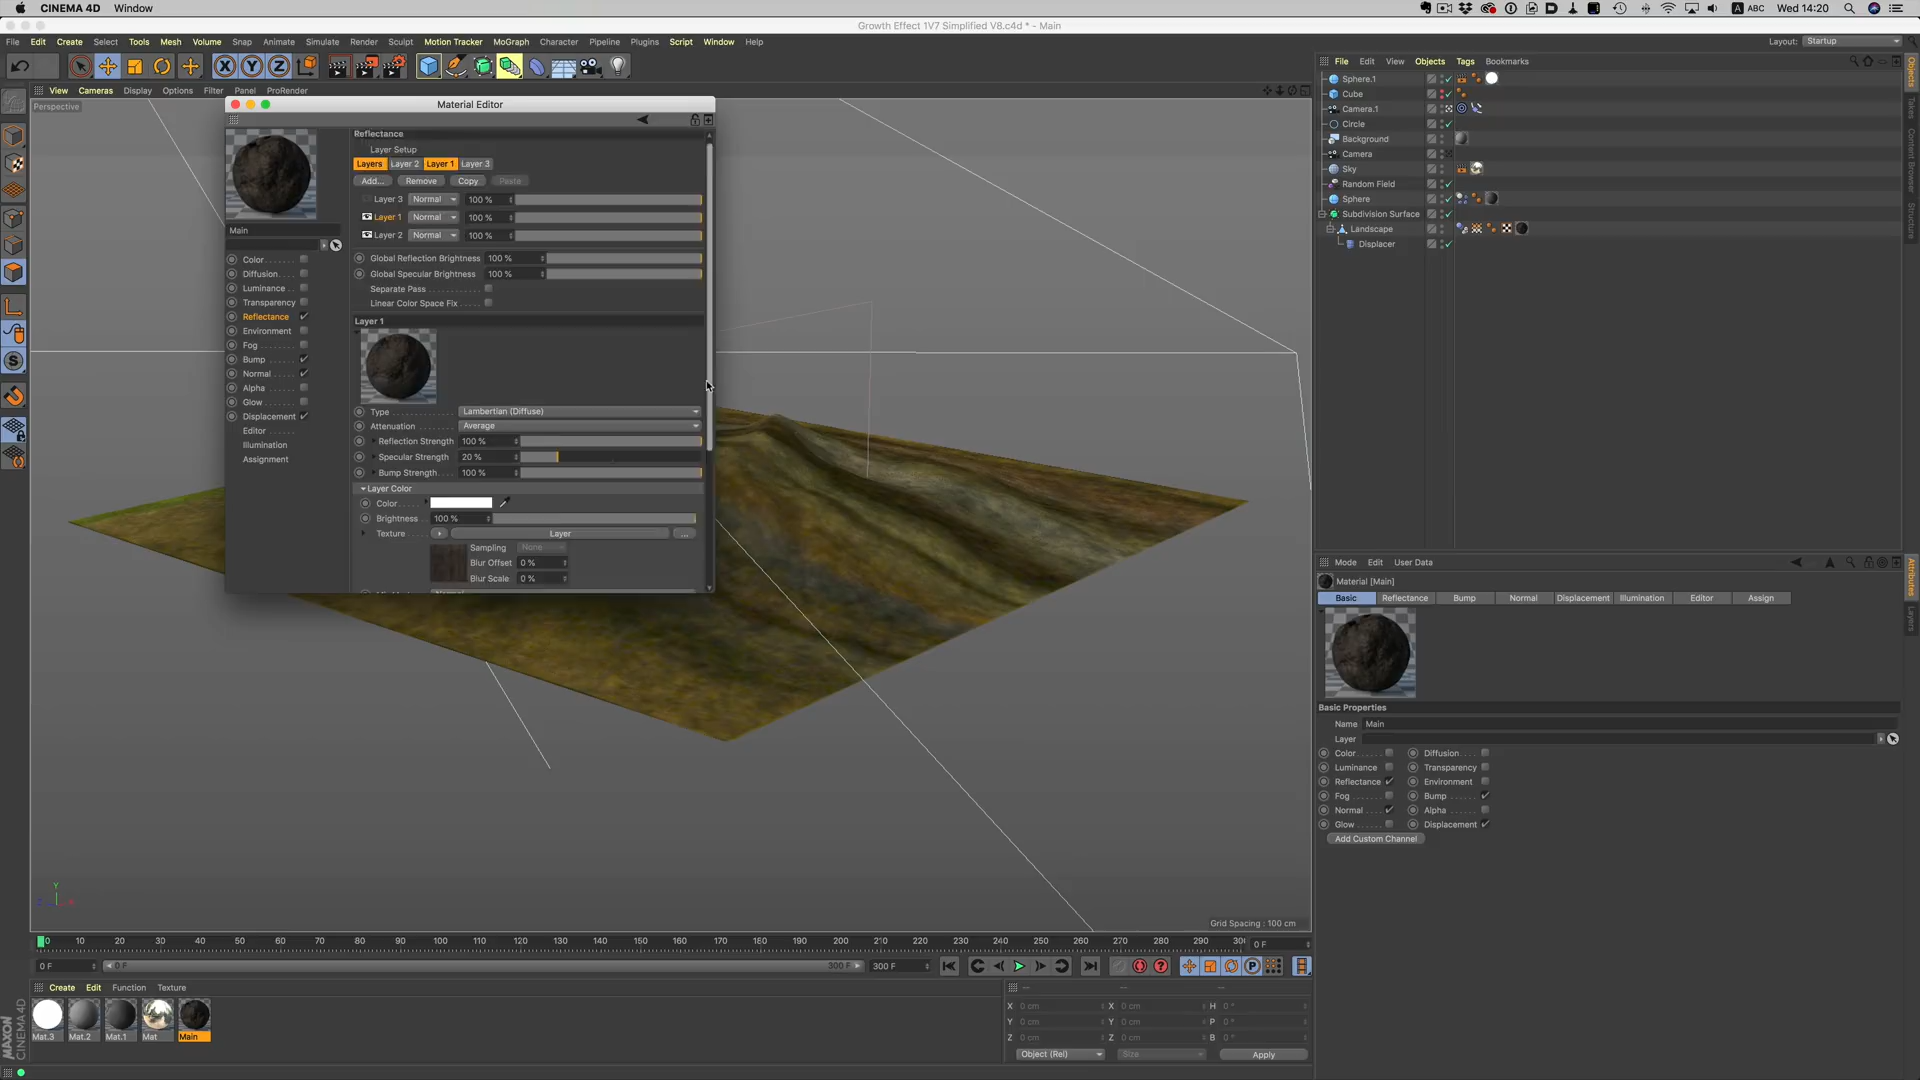 CINEMA 4D Window
ABC Wed 14:20
Growth Effect 1V7 Simplified V8.c4d * - Main
File Edit Create Select Tools Mesh Volume Snap Animate Simulate Render Sculpt Motion Tracker MoGraph Character Pipeline Plugins Script Window Help
Layout: Startup
View Cameras Display Options Filter Panel ProRender
Perspective
Material Editor
Main
Color
Diffusion
Luminance
Transparency
Reflectance
Environment
Fog
Bump
Normal
Alpha
Glow
Displacement
Editor
Illumination
Assignment
Reflectance
Layer Setup
Layers Layer 2 Layer 1 Layer 3
Add... Remove Copy Paste
Layer 3 Normal 100 %
Layer 1 Normal 100 %
Layer 2 Normal 100 %
Global Reflection Brightness 100 %
Global Specular Brightness 100 %
Separate Pass
Linear Color Space Fix
Layer 1
Type Lambertian (Diffuse)
Attenuation Average
Reflection Strength 100 %
Specular Strength 20 %
Bump Strength 100 %
Layer Color
Color
Brightness 100 %
Texture Layer ...
Sampling None
Blur Offset 0 %
Blur Scale 0 %
Y
Grid Spacing : 100 cm
File Edit View Objects Tags Bookmarks
Sphere.1
Cube
Camera.1
Circle
Background
Camera
Sky
Random Field
Sphere
Subdivision Surface
Landscape
Displacer
Objects
Takes
Content Browser
Structure
Attributes
Layers
Mode Edit User Data
Material [Main]
Basic Reflectance Bump Normal Displacement Illumination Editor Assign
Basic Properties
Name Main
Layer
Color Diffusion
Luminance Transparency
Reflectance Environment
Fog Bump
Normal Alpha
Glow Displacement
Add Custom Channel
0 10 20 30 40 50 60 70 80 90 100 110 120 130 140 150 160 170 180 190 200 210 220 230 240 250 260 270 280 290 300 0 F
0 F 0 F 300 F 300 F
Create Edit Function Texture
Mat.3 Mat.2 Mat.1 Mat Main
MAXON CINEMA 4D
-- -- --
X 0 cm X 0 cm H 0 °
Y 0 cm Y 0 cm P 0 °
Z 0 cm Z 0 cm B 0 °
Object (Rel) Size Apply